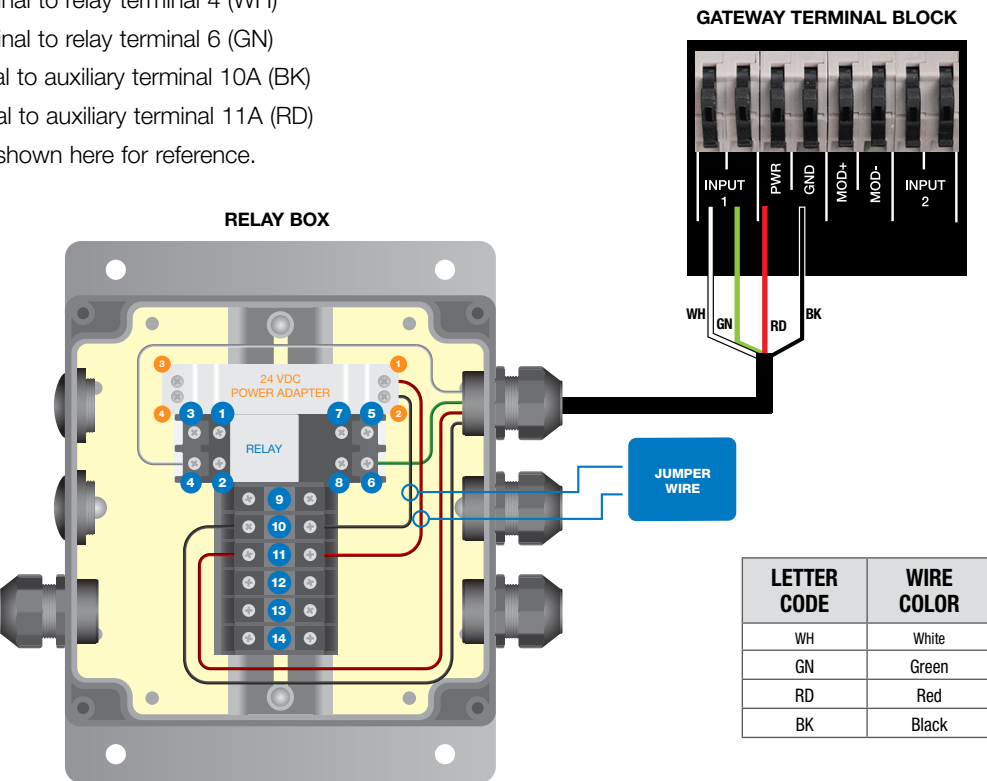 to relay terminal 4 (WH)
to relay terminal 6 (GN)
to auxiliary terminal 10A (BK)
to auxiliary terminal 11A (RD)
shown here for reference.
GATEWAY TERMINAL BLOCK
INPUT 1
PWR
GND
MOD+
MOD-
INPUT 2
WH
GN
RD
BK
RELAY BOX
3
1
24 VDC
POWER ADAPTER
4
2
3
1
7
5
RELAY
4
2
8
6
9
10
11
12
13
14
JUMPER
WIRE
LETTER CODE
WIRE COLOR
WH White
GN Green
RD Red
BK Black